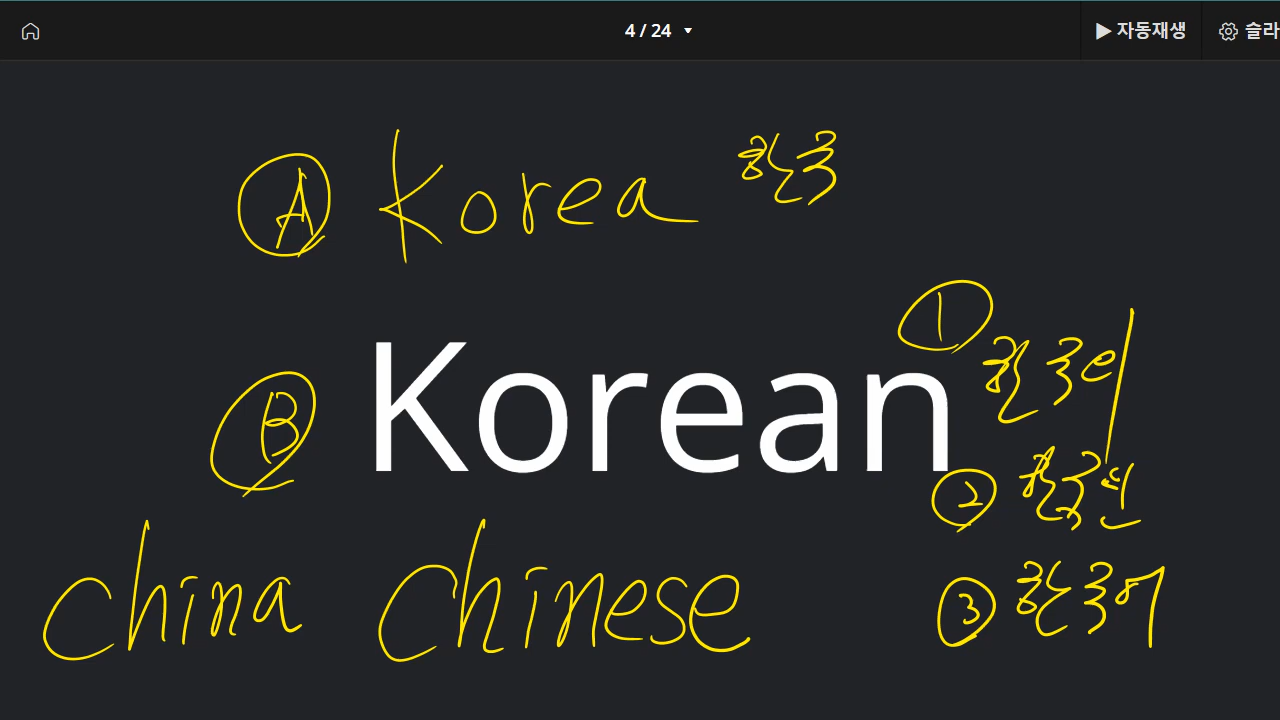 4 / 24
▶ 자동재생
슬라
Ⓐ Korea 한국
Ⓑ Korean
① 한국의
② 한국인
③ 한국어
China Chinese